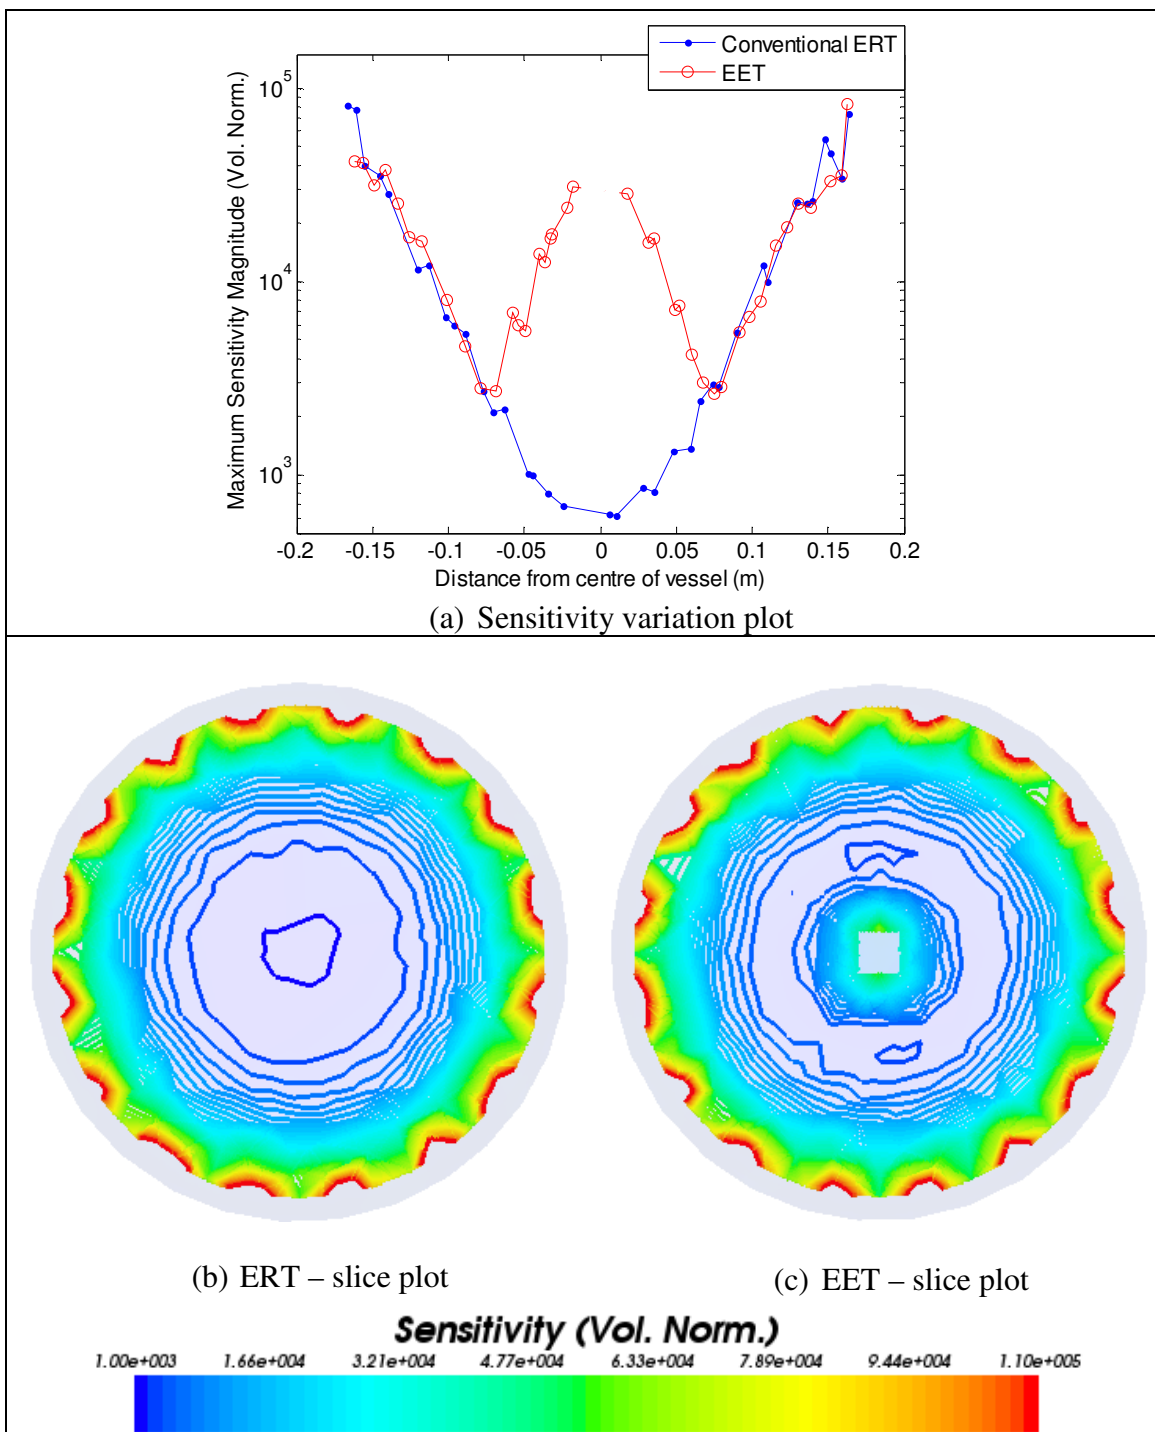 Conventional ERT
EET
Maximum Sensitivity Magnitude (Vol. Norm.)
10^5
10^4
10^3
-0.2 -0.15 -0.1 -0.05 0 0.05 0.1 0.15 0.2
Distance from centre of vessel (m)
(a) Sensitivity variation plot
(b) ERT – slice plot
(c) EET – slice plot
Sensitivity (Vol. Norm.)
1.00e+003 1.66e+004 3.21e+004 4.77e+004 6.33e+004 7.89e+004 9.44e+004 1.10e+005